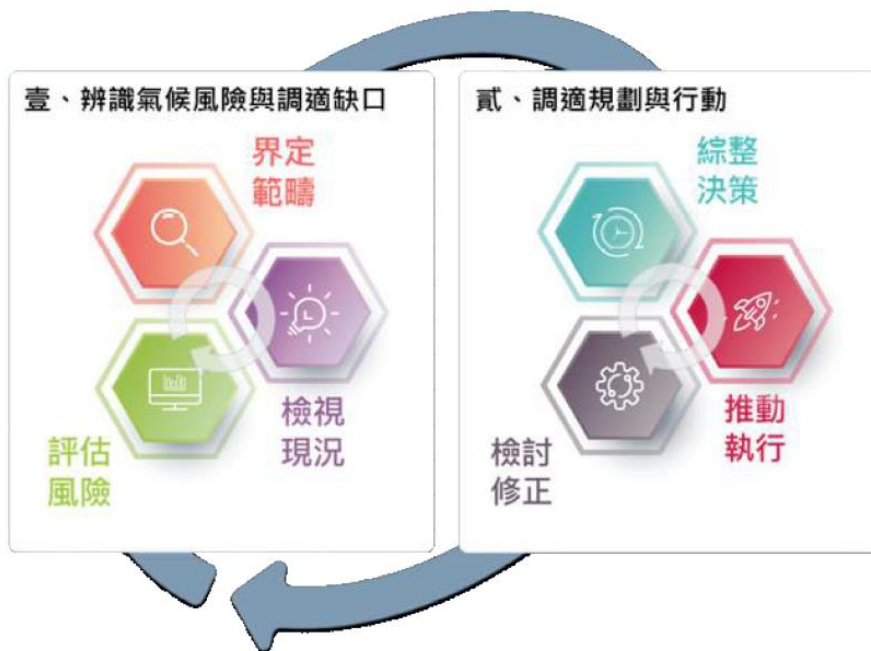 壹、辨識氣候風險與調適缺口
界定
範疇
檢視
現況
評估
風險
貳、調適規劃與行動
綜整
決策
推動
執行
檢討
修正